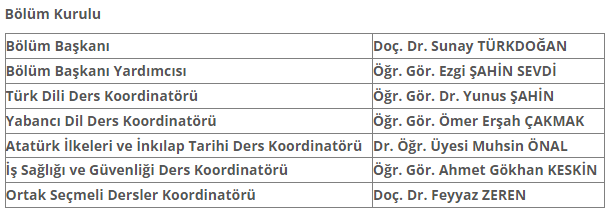 Bölüm Kurulu
Bölüm Başkanı Doç. Dr. Sunay TÜRKDOĞAN
Bölüm Başkanı Yardımcısı Öğr. Gör. Ezgi ŞAHİN SEVDİ
Türk Dili Ders Koordinatörü Öğr. Gör. Dr. Yunus ŞAHİN
Yabancı Dil Ders Koordinatörü Öğr. Gör. Ömer Erşah ÇAKMAK
Atatürk İlkeleri ve İnkılap Tarihi Ders Koordinatörü Dr. Öğr. Üyesi Muhsin ÖNAL
İş Sağlığı ve Güvenliği Ders Koordinatörü Öğr. Gör. Ahmet Gökhan KESKİN
Ortak Seçmeli Dersler Koordinatörü Doç. Dr. Feyyaz ZEREN